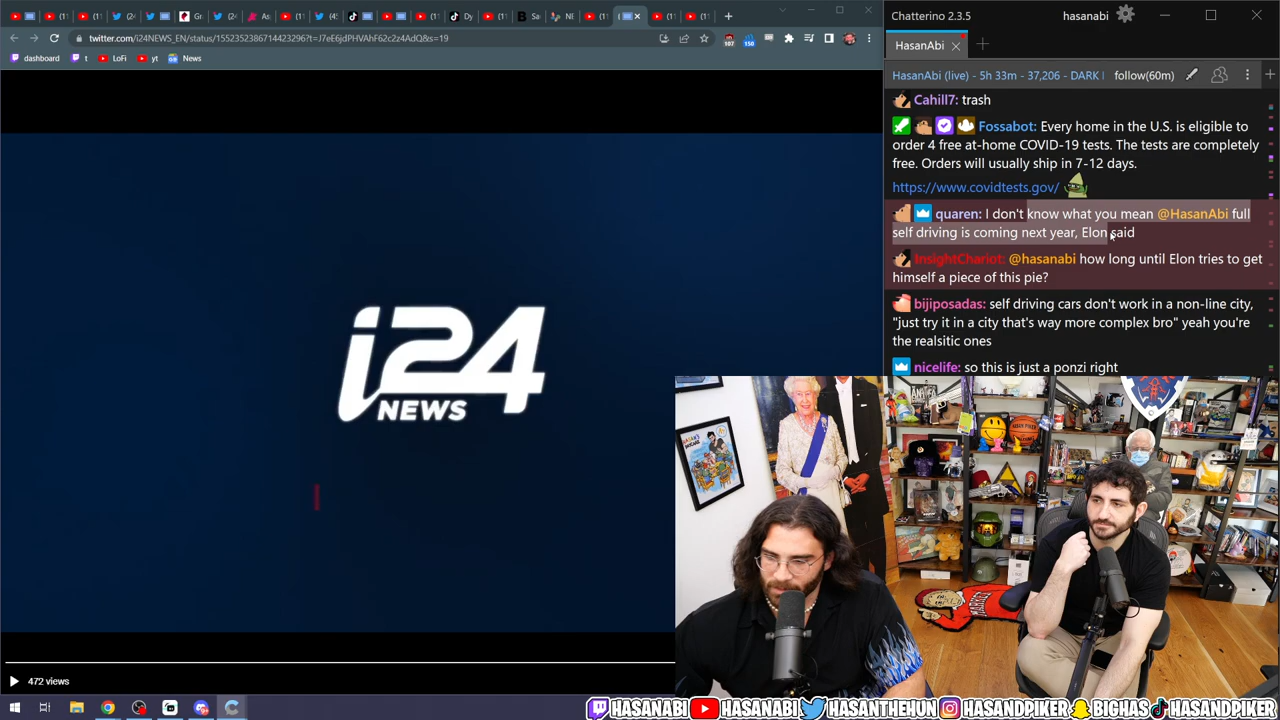 twitter.com/i24NEWS_EN/status/1552352386714423296?t=J7eE6jdPHVAhF62c2z4AdQ&s=19
dashboard
t
LoFi
yt
News
i24
NEWS
472 views
Chatterino 2.3.5
hasanabi
HasanAbi
HasanAbi (live) - 5h 33m - 37,206 - DARK
follow(60m)
Cahill7: trash
Fossabot: Every home in the U.S. is eligible to
order 4 free at-home COVID-19 tests. The tests are completely
free. Orders will usually ship in 7-12 days.
https://www.covidtests.gov/
quaren: I don't know what you mean @HasanAbi full
self driving is coming next year, Elon said
InsightChariot: @hasanabi how long until Elon tries to get
himself a piece of this pie?
bijiposadas: self driving cars don't work in a non-line city,
"just try it in a city that's way more complex bro" yeah you're
the realsitic ones
nicelife: so this is just a ponzi right
HASANABI HASANABI HASANTHEHUN HASANDPIKER BIGHAS HASANDPIKER